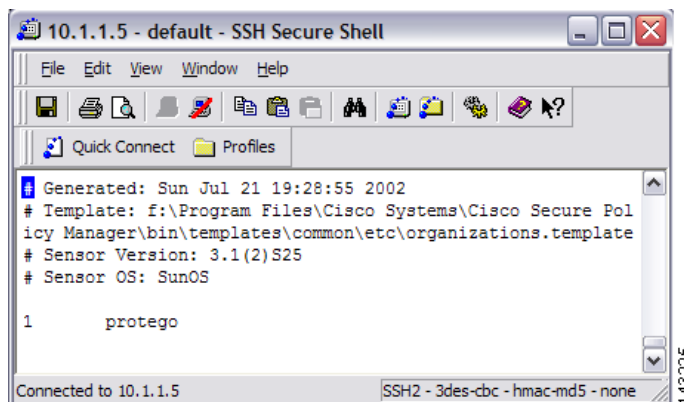 10.1.1.5 - default - SSH Secure Shell
File Edit View Window Help
Quick Connect Profiles
# Generated: Sun Jul 21 19:28:55 2002
# Template: f:\Program Files\Cisco Systems\Cisco Secure Pol
icy Manager\bin\templates\common\etc\organizations.template
# Sensor Version: 3.1(2)S25
# Sensor OS: SunOS
1 protego
Connected to 10.1.1.5 SSH2 - 3des-cbc - hmac-md5 - none